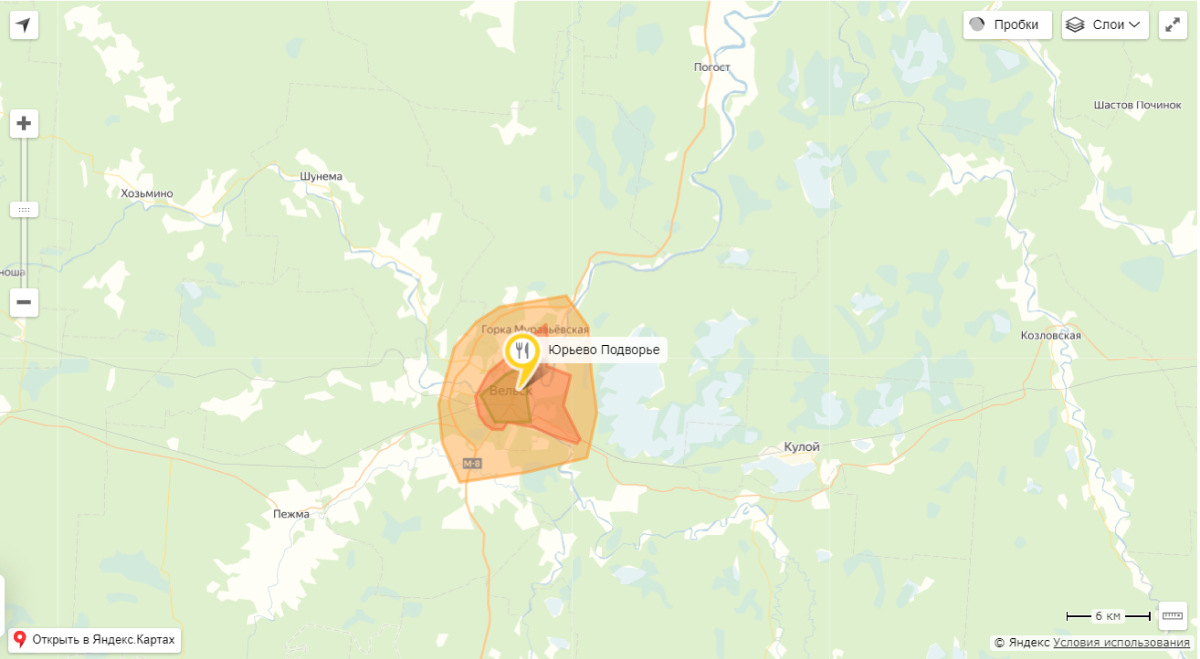 Пробки
Слои
Погост
Шастов Починок
Шунема
Хозьмино
ноша
Горка Муравьёвская
Козловская
Юрьево Подворье
Вельск
Кулой
М-8
Пежма
6 км
Открыть в Яндекс.Картах
© Яндекс Условия использования